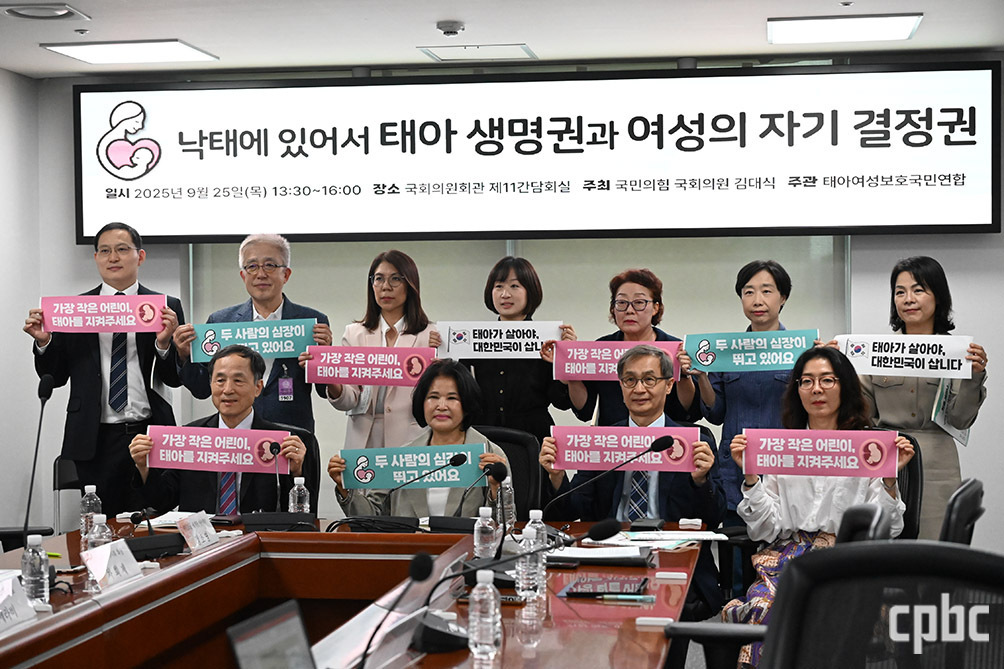 낙태에 있어서 태아 생명권과 여성의 자기 결정권
일시 2025년 9월 25일(목) 13:30~16:00 장소 국회의원회관 제11간담회실 주최 국민의힘 국회의원 김대식 주관 태아여성보호국민연합
가장 작은 어린이,
태아를 지켜주세요
두 사람의 심장이
뛰고 있어요
가장 작은 어린이,
태아를 지켜주세요
태아가 살아야,
대한민국이 삽니
가장 작은
태아를 지켜주세요
두 사람의 심장이
뛰고 있어요
태아가 살아야,
대한민국이 삽니다
가장 작은 어린이,
태아를 지켜주세요
두 사람의 심장이
뛰고 있어요
가장 작은 어린이,
태아를 지켜주세요
가장 작은 어린이,
태아를 지켜주세요
cpbc